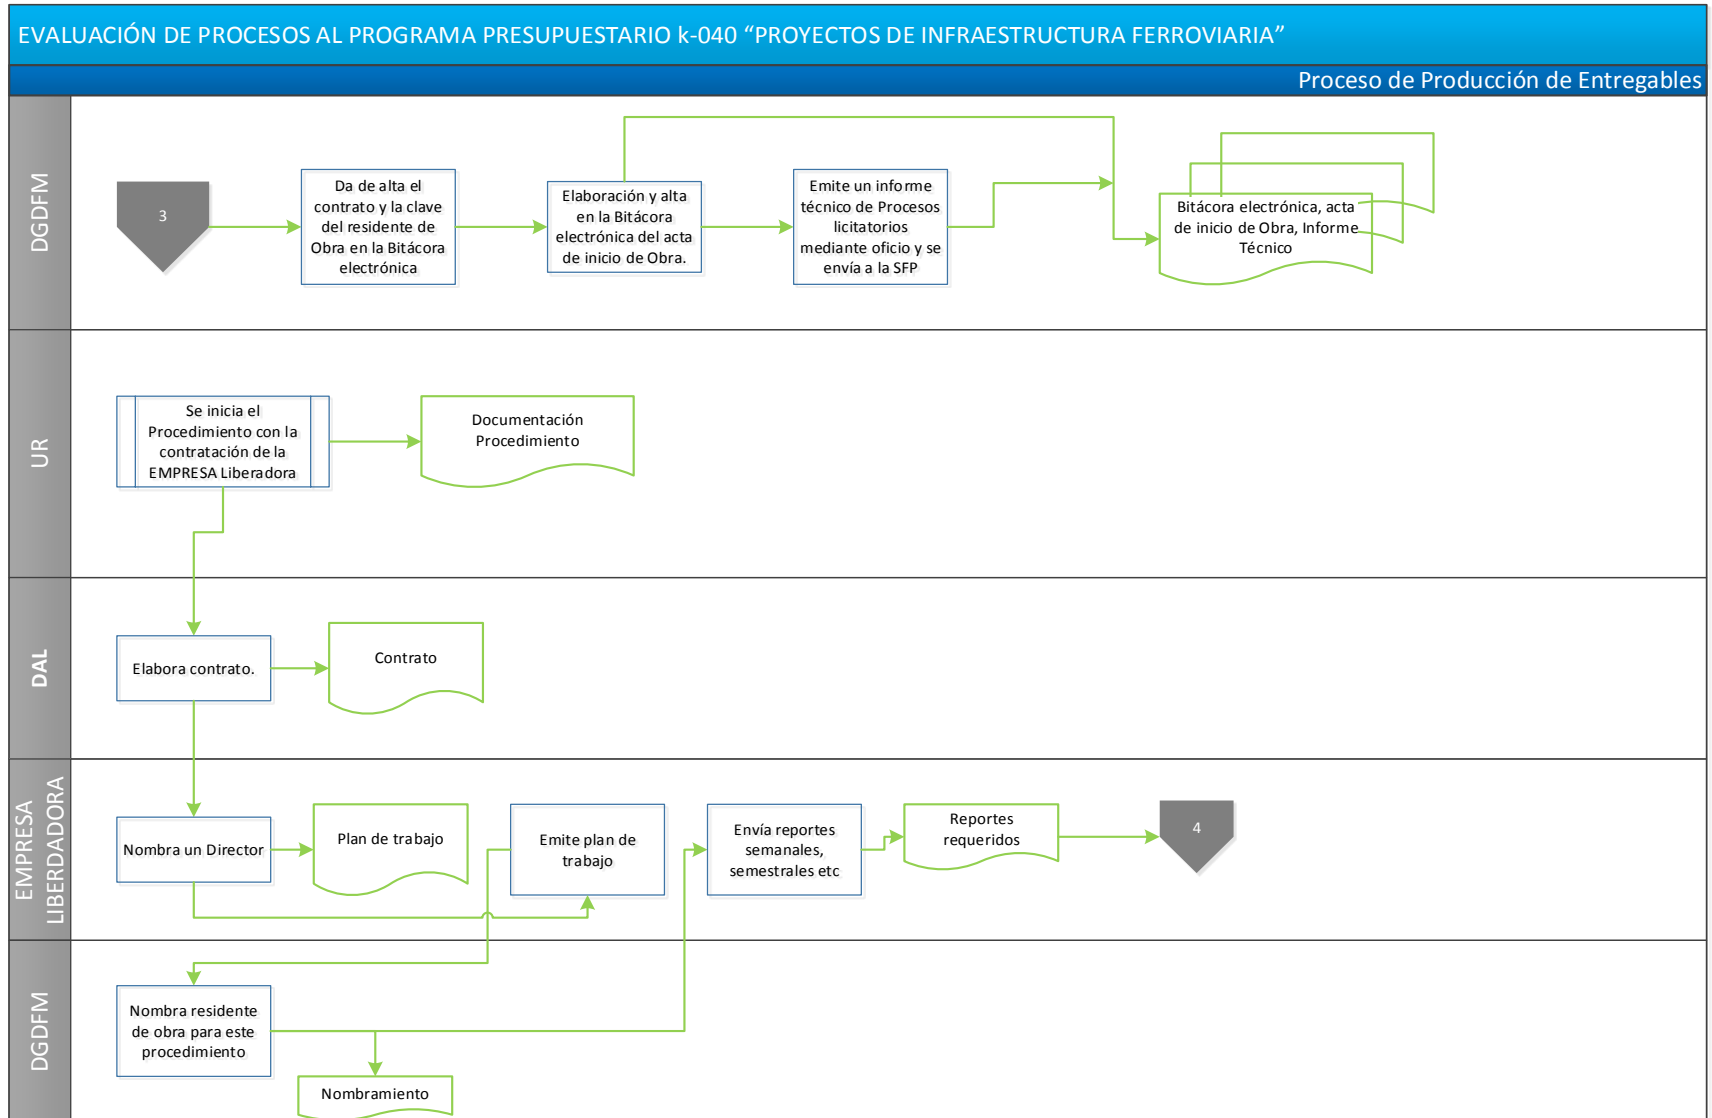 EVALUACIÓN DE PROCESOS AL PROGRAMA PRESUPUESTARIO k-040 “PROYECTOS DE INFRAESTRUCTURA FERROVIARIA”
Proceso de Producción de Entregables
DGDFM
3
Da de alta el
contrato y la clave
del residente de
Obra en la Bitácora
electrónica
Elaboración y alta
en la Bitácora
electrónica del acta
de inicio de Obra.
Emite un informe
técnico de Procesos
licitatorios
mediante oficio y se
envía a la SFP
Bitácora electrónica, acta
de inicio de Obra, Informe
Técnico
UR
Se inicia el
Procedimiento con la
contratación de la
EMPRESA Liberadora
Documentación
Procedimiento
DAL
Elabora contrato.
Contrato
EMPRESA
LIBERDADORA
Nombra un Director
Plan de trabajo
Emite plan de
trabajo
Envía reportes
semanales,
semestrales etc
Reportes
requeridos
4
DGDFM
Nombra residente
de obra para este
procedimiento
Nombramiento